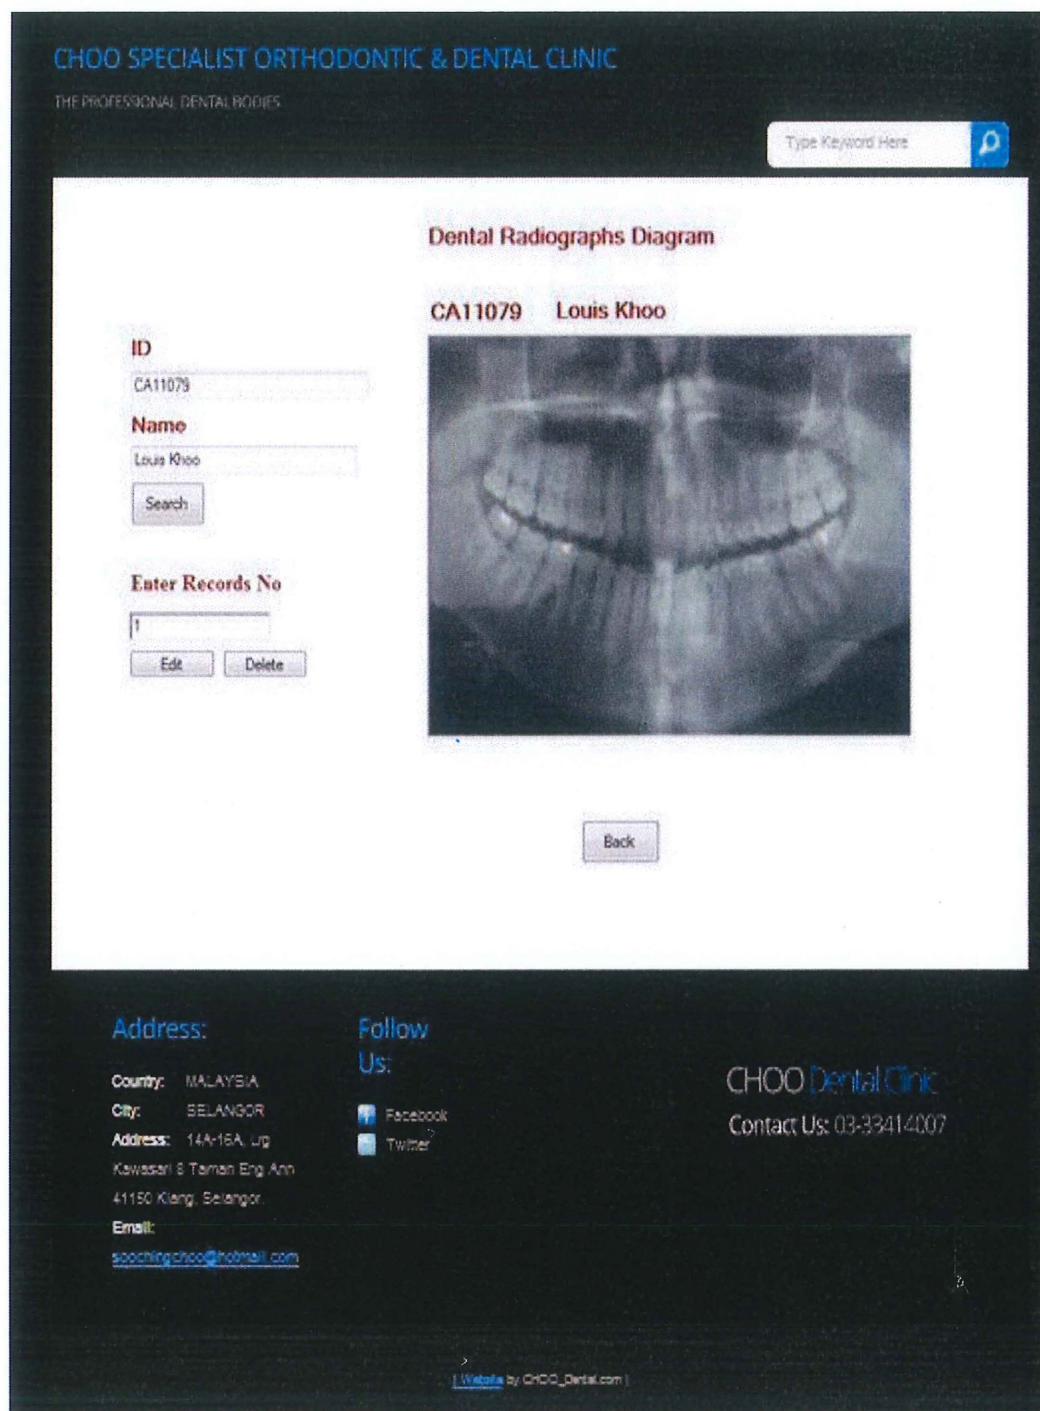 CHOO SPECIALIST ORTHODONTIC & DENTAL CLINIC
THE PROFESSIONAL DENTAL BODIES
Type Keyword Here
Dental Radiographs Diagram
CA11079 Louis Khoo
ID
CA11079
Name
Louis Khoo
Search
Enter Records No
1
Edit Delete
Back
Address:
Country: MALAYSIA
City: SELANGOR
Address: 14A-16A, Lrg
Kawasari 8 Taman Eng Ann
41150 Klang, Selangor.
Email:
soochingchoo@hotmail.com
Follow
Us:
Facebook
Twitter
CHOO Dental Clinic
Contact Us: 03-33414007
| Website by CHOO_Dental.com |